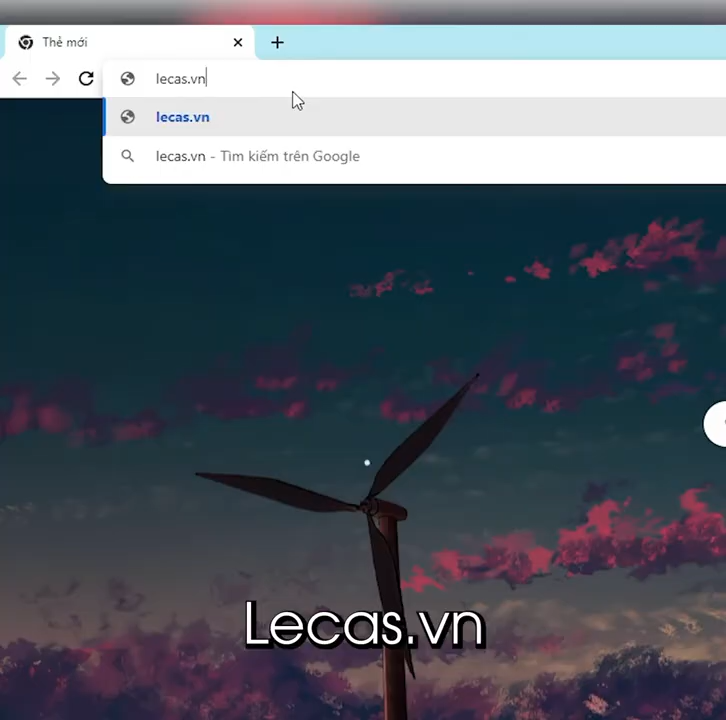 Thẻ mới
lecas.vn
lecas.vn
lecas.vn - Tìm kiếm trên Google
Lecas.vn